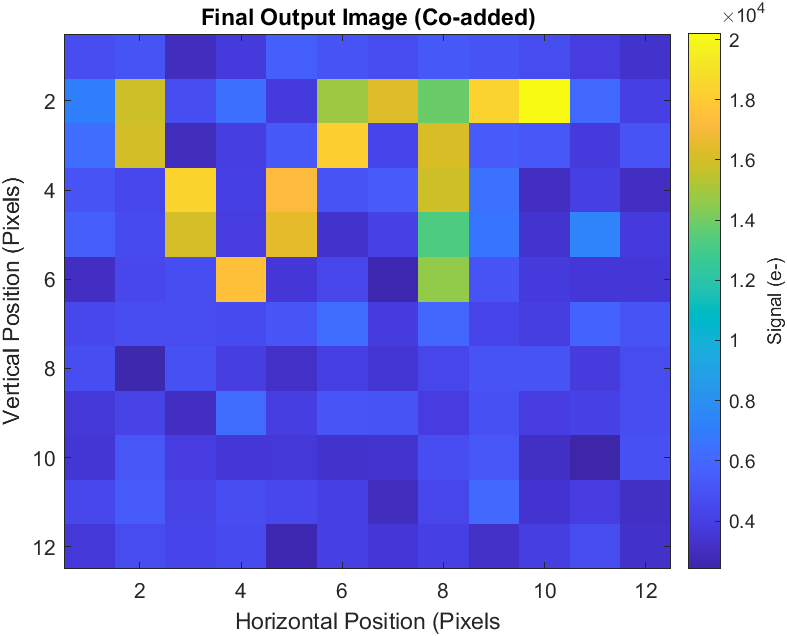 Final Output Image (Co-added)
×10⁴
VT
2
4
6
8
10
12
Vertical Position (Pixels)
2 4 6 8 10 12
Horizontal Position (Pixels
2
1.8
1.6
1.4
1.2
1
0.8
0.6
0.4
Signal (e-)